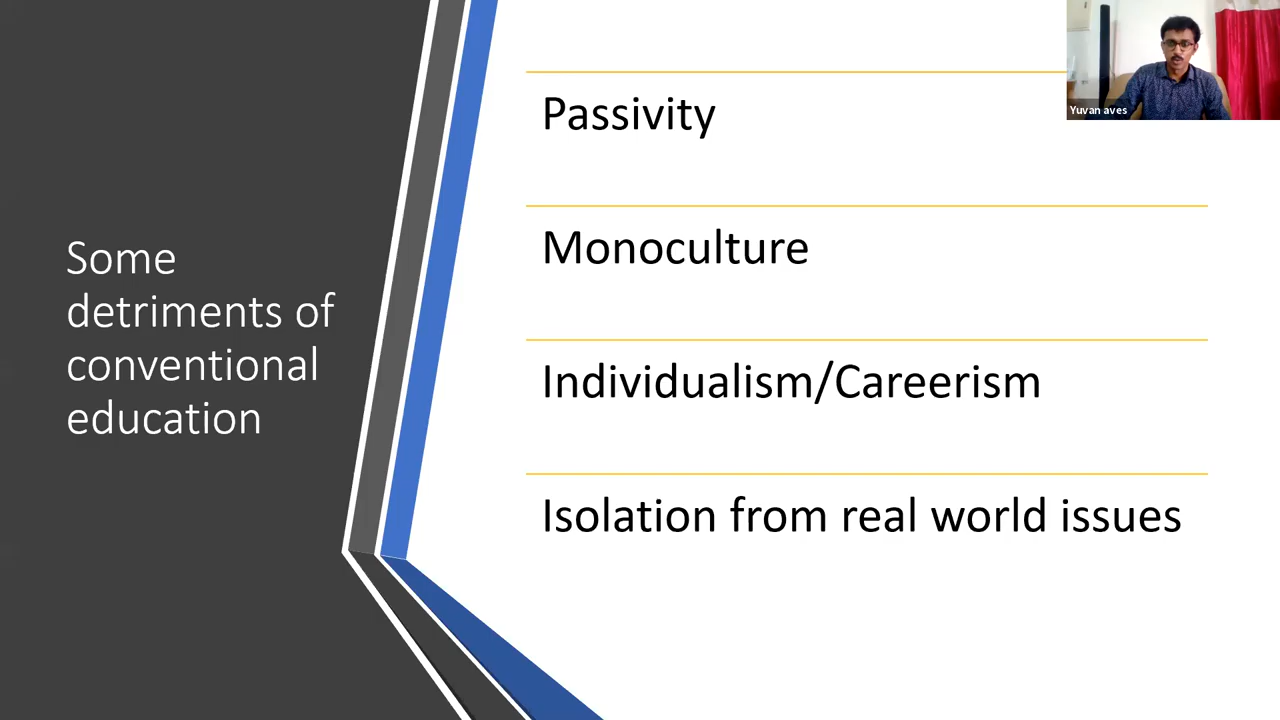 Some
detriments of
conventional
education
Passivity
Monoculture
Individualism/Careerism
Isolation from real world issues
Yuvan aves